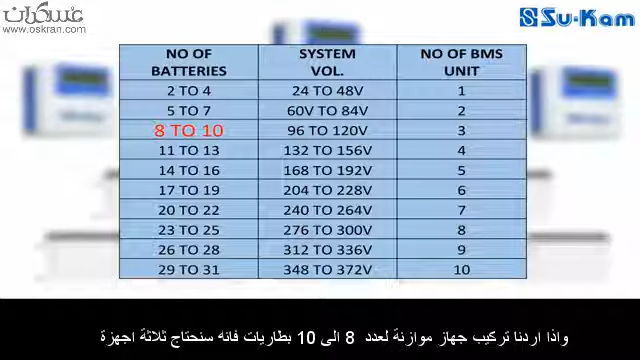 عسكران
www.oskran.com
Su-Kam
NO OF BATTERIES SYSTEM VOL. NO OF BMS UNIT
2 TO 4 24 TO 48V 1
5 TO 7 60V TO 84V 2
8 TO 10 96 TO 120V 3
11 TO 13 132 TO 156V 4
14 TO 16 168 TO 192V 5
17 TO 19 204 TO 228V 6
20 TO 22 240 TO 264V 7
23 TO 25 276 TO 300V 8
26 TO 28 312 TO 336V 9
29 TO 31 348 TO 372V 10
واذا اردنا تركيب جهاز موازنة لعدد 8 الى 10 بطاريات فانه سنحتاج ثلاثة اجهزة